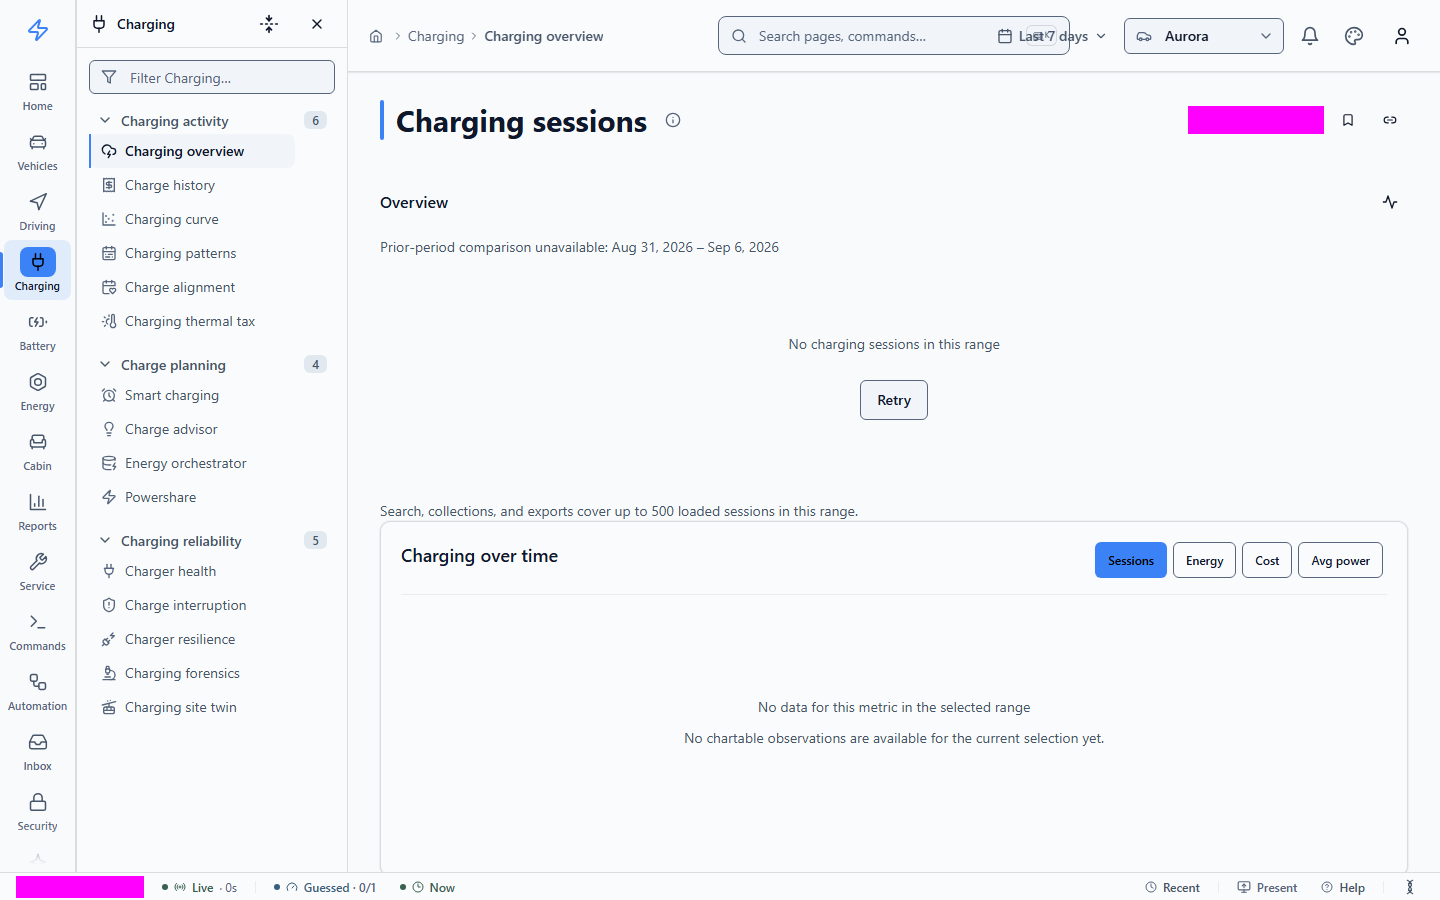 Home
Vehicles
Driving
Charging
Battery
Energy
Cabin
Reports
Service
Commands
Automation
Inbox
Security
Charging
Filter Charging...
Charging activity 6
Charging overview
Charge history
Charging curve
Charging patterns
Charge alignment
Charging thermal tax
Charge planning 4
Smart charging
Charge advisor
Energy orchestrator
Powershare
Charging reliability 5
Charger health
Charge interruption
Charger resilience
Charging forensics
Charging site twin
Charging Charging overview
Search pages, commands...
Last 7 days
Aurora
Charging sessions
Overview
Prior-period comparison unavailable: Aug 31, 2026 – Sep 6, 2026
No charging sessions in this range
Retry
Search, collections, and exports cover up to 500 loaded sessions in this range.
Charging over time
Sessions Energy Cost Avg power
No data for this metric in the selected range
No chartable observations are available for the current selection yet.
Live · 0s Guessed · 0/1 Now
Recent Present Help